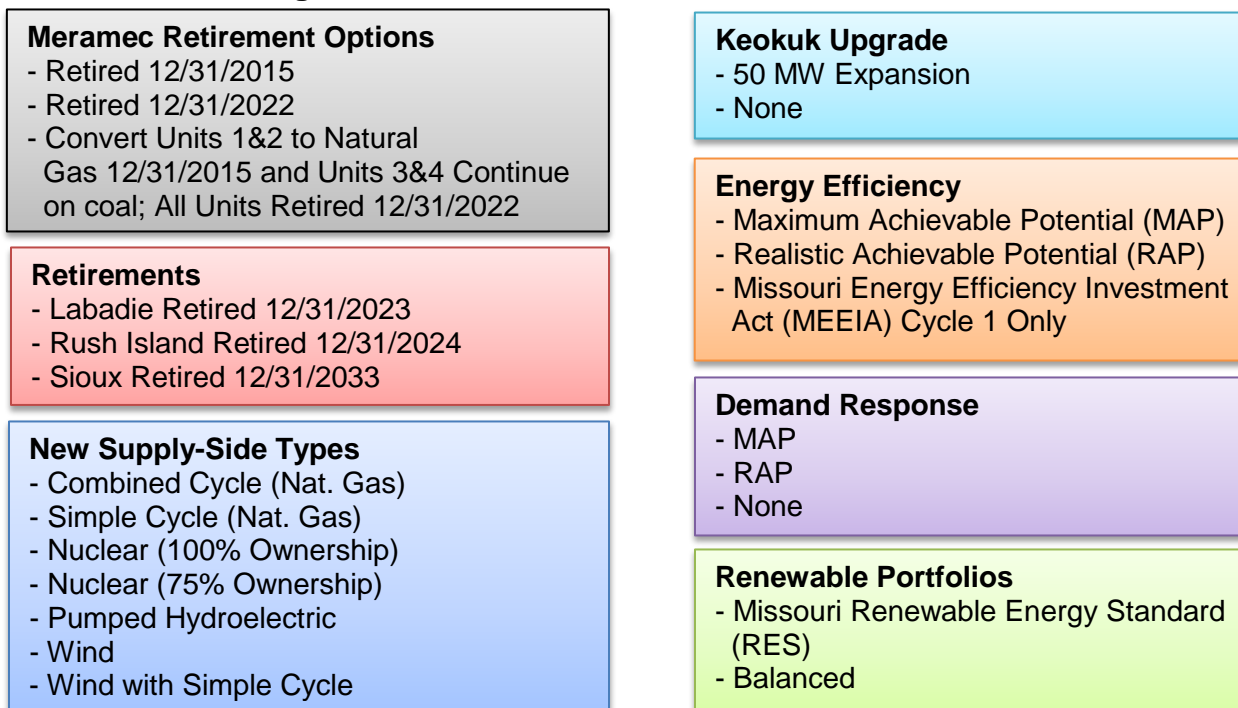 Meramec Retirement Options
- Retired 12/31/2015
- Retired 12/31/2022
- Convert Units 1&2 to Natural
Gas 12/31/2015 and Units 3&4 Continue
on coal; All Units Retired 12/31/2022
Retirements
- Labadie Retired 12/31/2023
- Rush Island Retired 12/31/2024
- Sioux Retired 12/31/2033
New Supply-Side Types
- Combined Cycle (Nat. Gas)
- Simple Cycle (Nat. Gas)
- Nuclear (100% Ownership)
- Nuclear (75% Ownership)
- Pumped Hydroelectric
- Wind
- Wind with Simple Cycle
Keokuk Upgrade
- 50 MW Expansion
- None
Energy Efficiency
- Maximum Achievable Potential (MAP)
- Realistic Achievable Potential (RAP)
- Missouri Energy Efficiency Investment
Act (MEEIA) Cycle 1 Only
Demand Response
- MAP
- RAP
- None
Renewable Portfolios
- Missouri Renewable Energy Standard
(RES)
- Balanced